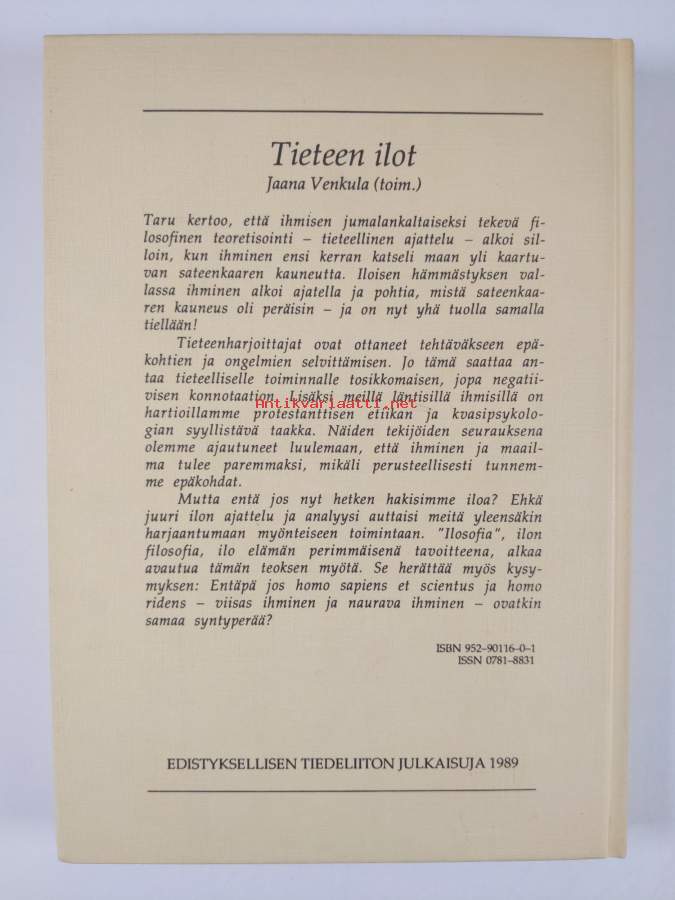 Tieteen ilot
Jaana Venkula (toim.)
Taru kertoo, että ihmisen jumalankaltaiseksi tekevä fi-
losofinen teoretisointi – tieteellinen ajattelu – alkoi sil-
loin, kun ihminen ensi kerran katseli maan yli kaartu-
van sateenkaaren kauneutta. Iloisen hämmästyksen val-
lassa ihminen alkoi ajatella ja pohtia, mistä sateenkaa-
ren kauneus oli peräisin – ja on nyt yhä tuolla samalla
tiellään!
Tieteenharjoittajat ovat ottaneet tehtäväkseen epä-
kohtien ja ongelmien selvittämisen. Jo tämä saattaa an-
taa tieteelliselle toiminnalle tosikkomaisen, jopa negatii-
visen konnotaation. Lisäksi meillä läntisillä ihmisillä on
Antikvariaatti.net
hartioillamme protestanttisen etiikan ja kvasipsykolo-
gian syyllistävä taakka. Näiden tekijöiden seurauksena
olemme ajautuneet luulemaan, että ihminen ja maail-
ma tulee paremmaksi, mikäli perusteellisesti tunnem-
me epäkohdat.
Mutta entä jos nyt hetken hakisimme iloa? Ehkä
juuri ilon ajattelu ja analyysi auttaisi meitä yleensäkin
harjaantumaan myönteiseen toimintaan. "Ilosofia", ilon
filosofia, ilo elämän perimmäisenä tavoitteena, alkaa
avautua tämän teoksen myötä. Se herättää myös kysy-
myksen: Entäpä jos homo sapiens et scientus ja homo
ridens – viisas ihminen ja naurava ihminen – ovatkin
samaa syntyperää?
ISBN 952–90116–0–1
ISSN 0781–8831
EDISTYKSELLISEN TIEDELIITON JULKAISUJA 1989